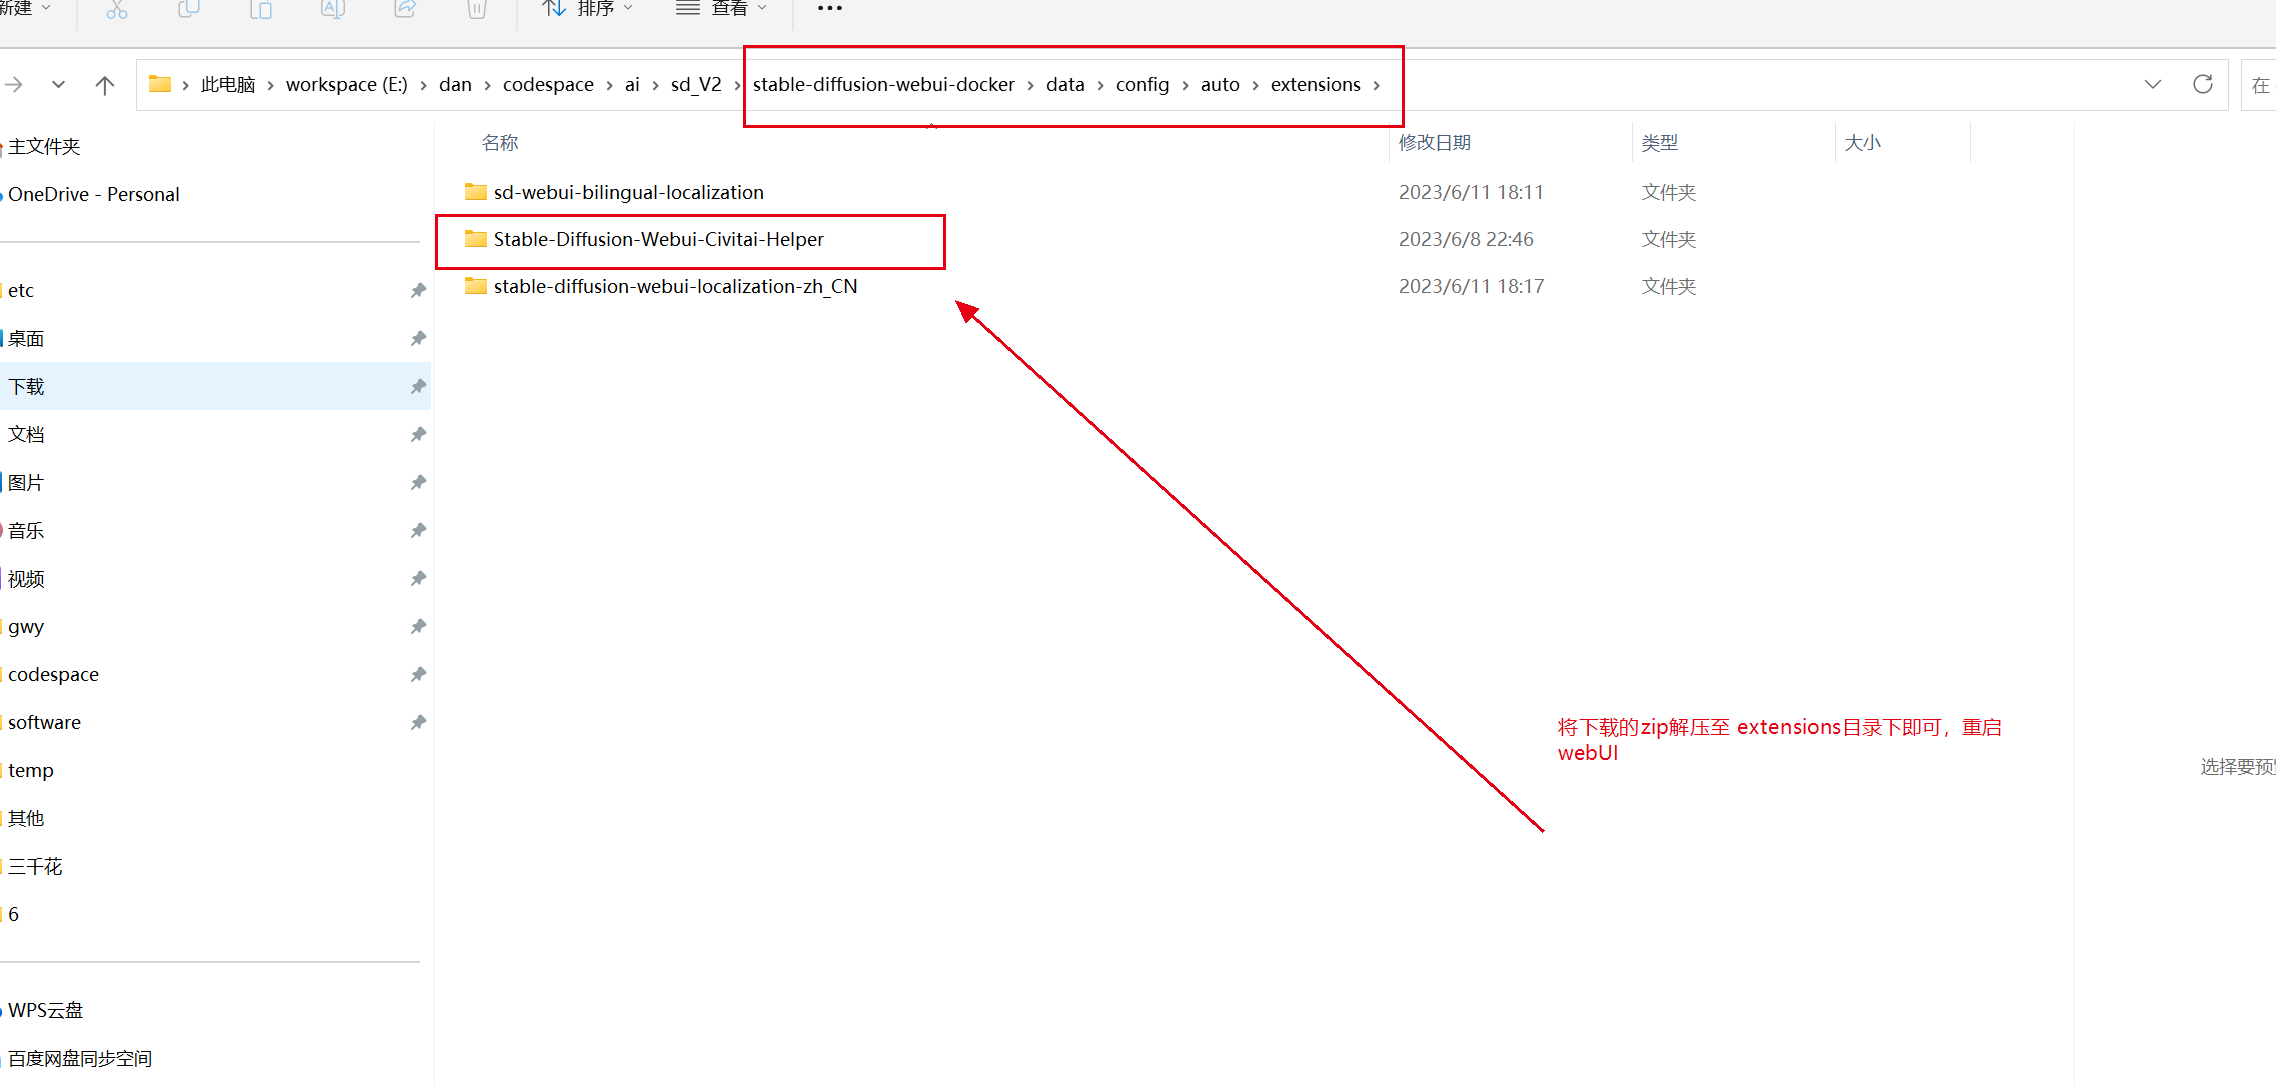 新建 排序 查看
此电脑 workspace (E:) dan codespace ai sd_V2 stable-diffusion-webui-docker data config auto extensions 在
名称 修改日期 类型 大小
sd-webui-bilingual-localization 2023/6/11 18:11 文件夹
Stable-Diffusion-Webui-Civitai-Helper 2023/6/8 22:46 文件夹
stable-diffusion-webui-localization-zh_CN 2023/6/11 18:17 文件夹
主文件夹
OneDrive - Personal
etc
桌面
下载
文档
图片
音乐
视频
gwy
codespace
software
temp
其他
三千花
6
WPS云盘
百度网盘同步空间
将下载的zip解压至 extensions目录下即可，重启
webUI
选择要预